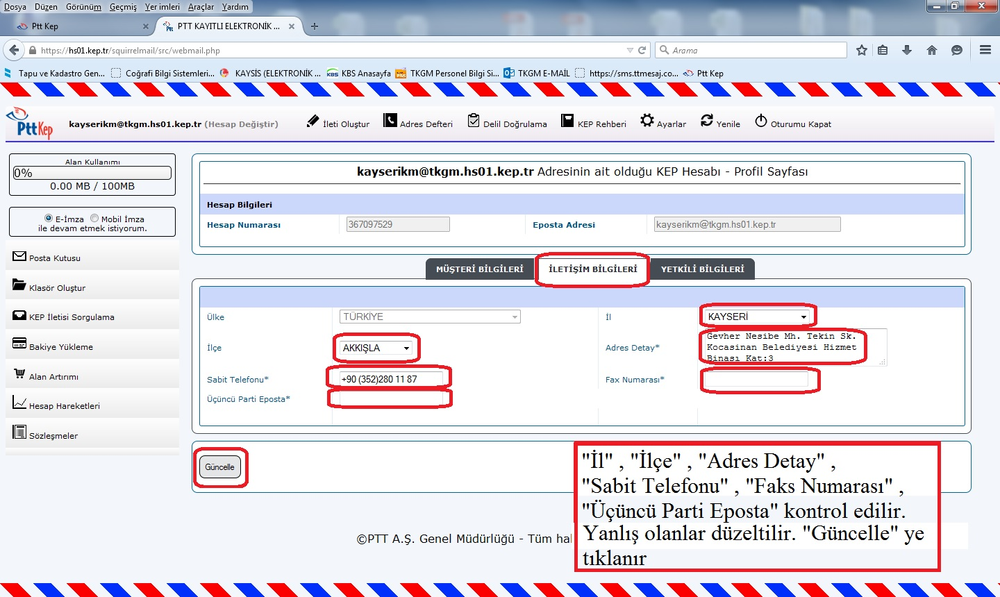 Dosya Düzen Görünüm Geçmiş Yer imleri Araçlar Yardım
Ptt Kep
PTT KAYITLI ELEKTRONİK ...
https://hs01.kep.tr/squirrelmail/src/webmail.php
Arama
Tapu ve Kadastro Gen... Coğrafi Bilgi Sistemleri... KAYSİS (ELEKTRONİK ... KBS KBS Anasayfa TKGM Personel Bilgi Si... TKGM E-MAİL https://sms.ttmesaj.co... Ptt Kep
PttKep
kayserikm@tkgm.hs01.kep.tr (Hesap Değiştir)
İleti Oluştur Adres Defteri Delil Doğrulama KEP Rehberi Ayarlar Yenile Oturumu Kapat
Alan Kullanımı
0%
0.00 MB / 100MB
E-İmza Mobil İmza
ile devam etmek istiyorum.
Posta Kutusu
Klasör Oluştur
KEP İletisi Sorgulama
Bakiye Yükleme
Alan Artırımı
Hesap Hareketleri
Sözleşmeler
kayserikm@tkgm.hs01.kep.tr Adresinin ait olduğu KEP Hesabı - Profil Sayfası
Hesap Bilgileri
Hesap Numarası 367097529 Eposta Adresi kayserikm@tkgm.hs01.kep.tr
MÜŞTERİ BİLGİLERİ İLETİŞİM BİLGİLERİ YETKİLİ BİLGİLERİ
Ülke TÜRKİYE İl KAYSERİ
İlçe AKKIŞLA Adres Detay*
Gevher Nesibe Mh. Tekin Sk.
Kocasinan Belediyesi Hizmet
Binası Kat:3
Sabit Telefonu* +90 (352)280 11 87 Fax Numarası*
Üçüncü Parti Eposta*
Güncelle
"İl" , "İlçe" , "Adres Detay" ,
"Sabit Telefonu" , "Faks Numarası" ,
"Üçüncü Parti Eposta" kontrol edilir.
Yanlış olanlar düzeltilir. "Güncelle" ye
tıklanır
©PTT A.Ş. Genel Müdürlüğü - Tüm hal